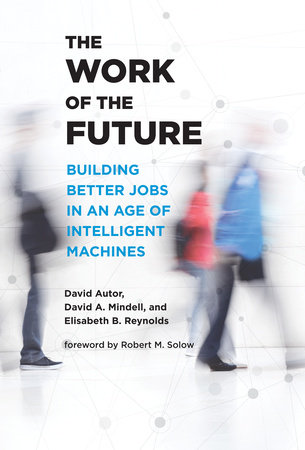 THE
WORK
OF THE
FUTURE
BUILDING
BETTER JOBS
IN AN AGE OF
INTELLIGENT
MACHINES
David Autor,
David A. Mindell, and
Elisabeth B. Reynolds
foreword by Robert M. Solow